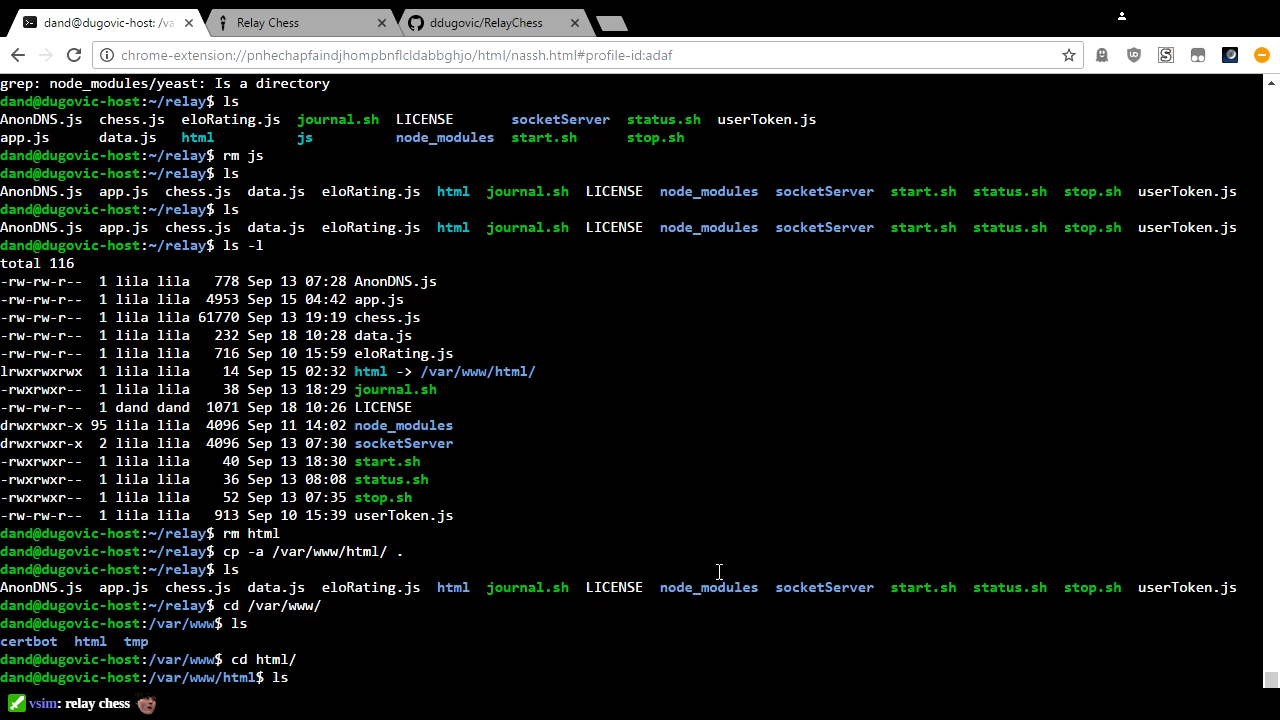 dand@dugovic-host: /va
Relay Chess
ddugovic/RelayChess
chrome-extension://pnhechapfaindjhompbnflcldabbghjo/html/nassh.html#profile-id:adaf
grep: node_modules/yeast: Is a directory
dand@dugovic-host:~/relay$ ls
AnonDNS.js chess.js eloRating.js journal.sh LICENSE socketServer status.sh userToken.js
app.js data.js html js node_modules start.sh stop.sh
dand@dugovic-host:~/relay$ rm js
dand@dugovic-host:~/relay$ ls
AnonDNS.js app.js chess.js data.js eloRating.js html journal.sh LICENSE node_modules socketServer start.sh status.sh stop.sh userToken.js
dand@dugovic-host:~/relay$ ls
AnonDNS.js app.js chess.js data.js eloRating.js html journal.sh LICENSE node_modules socketServer start.sh status.sh stop.sh userToken.js
dand@dugovic-host:~/relay$ ls -l
total 116
-rw-rw-r-- 1 lila lila 778 Sep 13 07:28 AnonDNS.js
-rw-rw-r-- 1 lila lila 4953 Sep 15 04:42 app.js
-rw-rw-r-- 1 lila lila 61770 Sep 13 19:19 chess.js
-rw-rw-r-- 1 lila lila 232 Sep 18 10:28 data.js
-rw-rw-r-- 1 lila lila 716 Sep 10 15:59 eloRating.js
lrwxrwxrwx 1 lila lila 14 Sep 15 02:32 html -> /var/www/html/
-rwxrwxr-- 1 lila lila 38 Sep 13 18:29 journal.sh
-rw-rw-r-- 1 dand dand 1071 Sep 18 10:26 LICENSE
drwxrwxr-x 95 lila lila 4096 Sep 11 14:02 node_modules
drwxrwxr-x 2 lila lila 4096 Sep 13 07:30 socketServer
-rwxrwxr-- 1 lila lila 40 Sep 13 18:30 start.sh
-rwxrwxr-- 1 lila lila 36 Sep 13 08:08 status.sh
-rwxrwxr-- 1 lila lila 52 Sep 13 07:35 stop.sh
-rw-rw-r-- 1 lila lila 913 Sep 10 15:39 userToken.js
dand@dugovic-host:~/relay$ rm html
dand@dugovic-host:~/relay$ cp -a /var/www/html/ .
dand@dugovic-host:~/relay$ ls
AnonDNS.js app.js chess.js data.js eloRating.js html journal.sh LICENSE node_modules socketServer start.sh status.sh stop.sh userToken.js
dand@dugovic-host:~/relay$ cd /var/www/
dand@dugovic-host:/var/www$ ls
certbot html tmp
dand@dugovic-host:/var/www$ cd html/
dand@dugovic-host:/var/www/html$ ls
vsim: relay chess